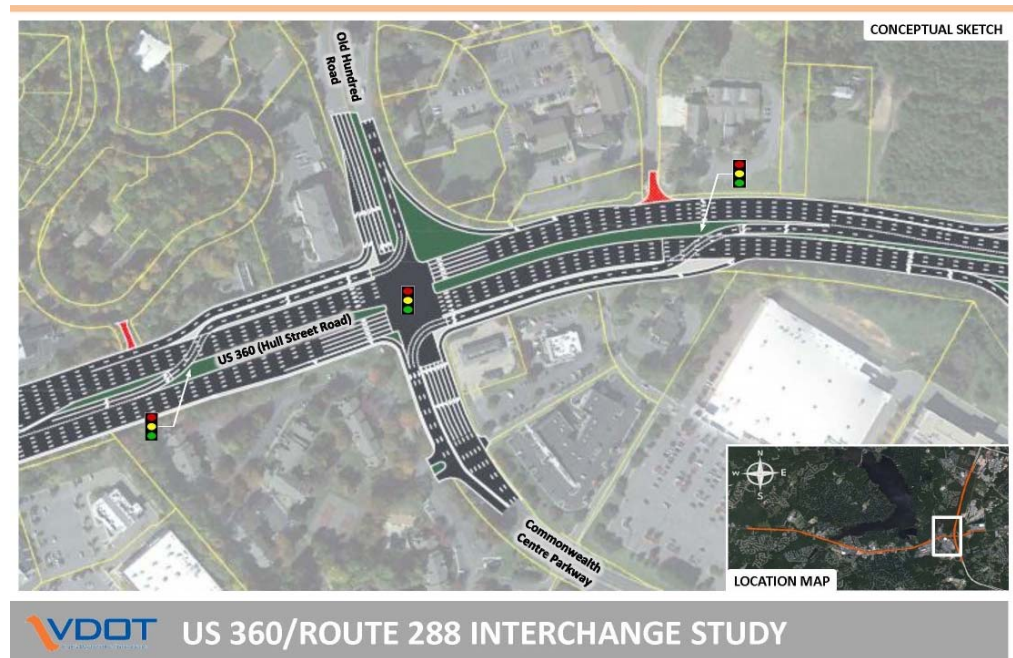 CONCEPTUAL SKETCH
Old Hundred
Road
US 360 (Hull Street Road)
Commonwealth
Centre Parkway
N
W
E
S
LOCATION MAP
VDOT
US 360/ROUTE 288 INTERCHANGE STUDY